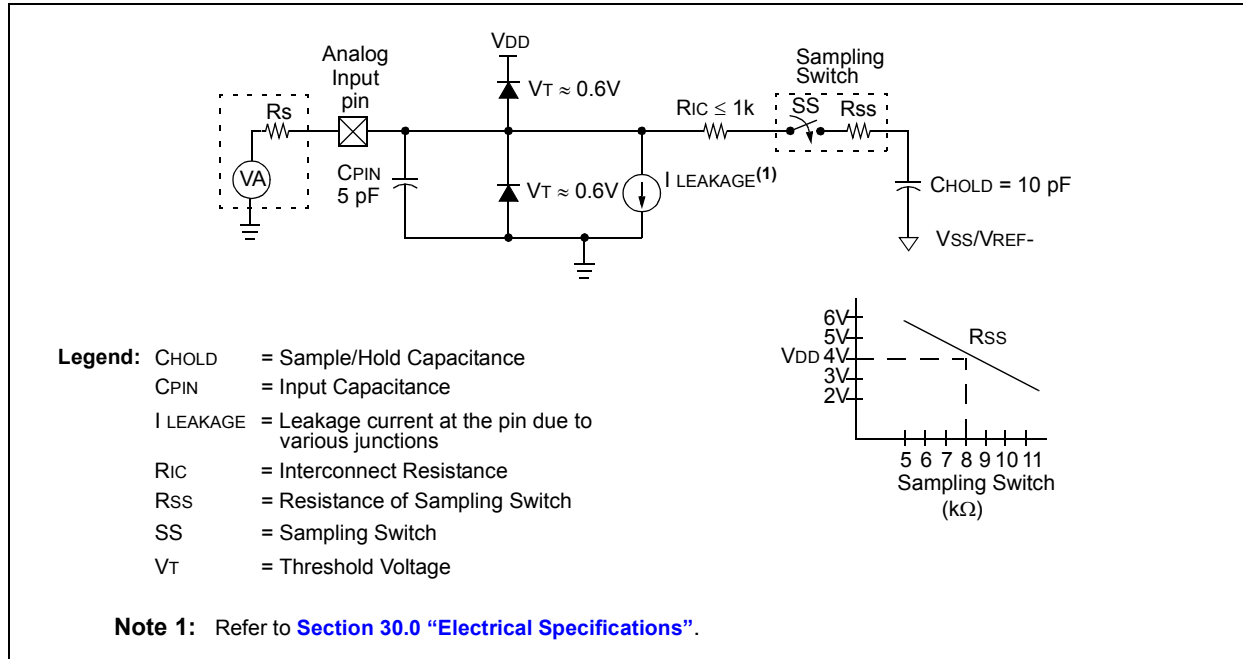 VDD
Analog
Input
pin
Sampling
Switch
VT ≈ 0.6V
RIC ≤ 1k
SS
RSS
Rs
CPIN
5 pF
VA
VT ≈ 0.6V
I LEAKAGE(1)
CHOLD = 10 pF
VSS/VREF-
6V
5V
VDD 4V
3V
2V
RSS
5 6 7 8 9 10 11
Sampling Switch
(kΩ)
Legend: CHOLD = Sample/Hold Capacitance
CPIN = Input Capacitance
I LEAKAGE = Leakage current at the pin due to
various junctions
RIC = Interconnect Resistance
RSS = Resistance of Sampling Switch
SS = Sampling Switch
VT = Threshold Voltage
Note 1: Refer to Section 30.0 “Electrical Specifications”.